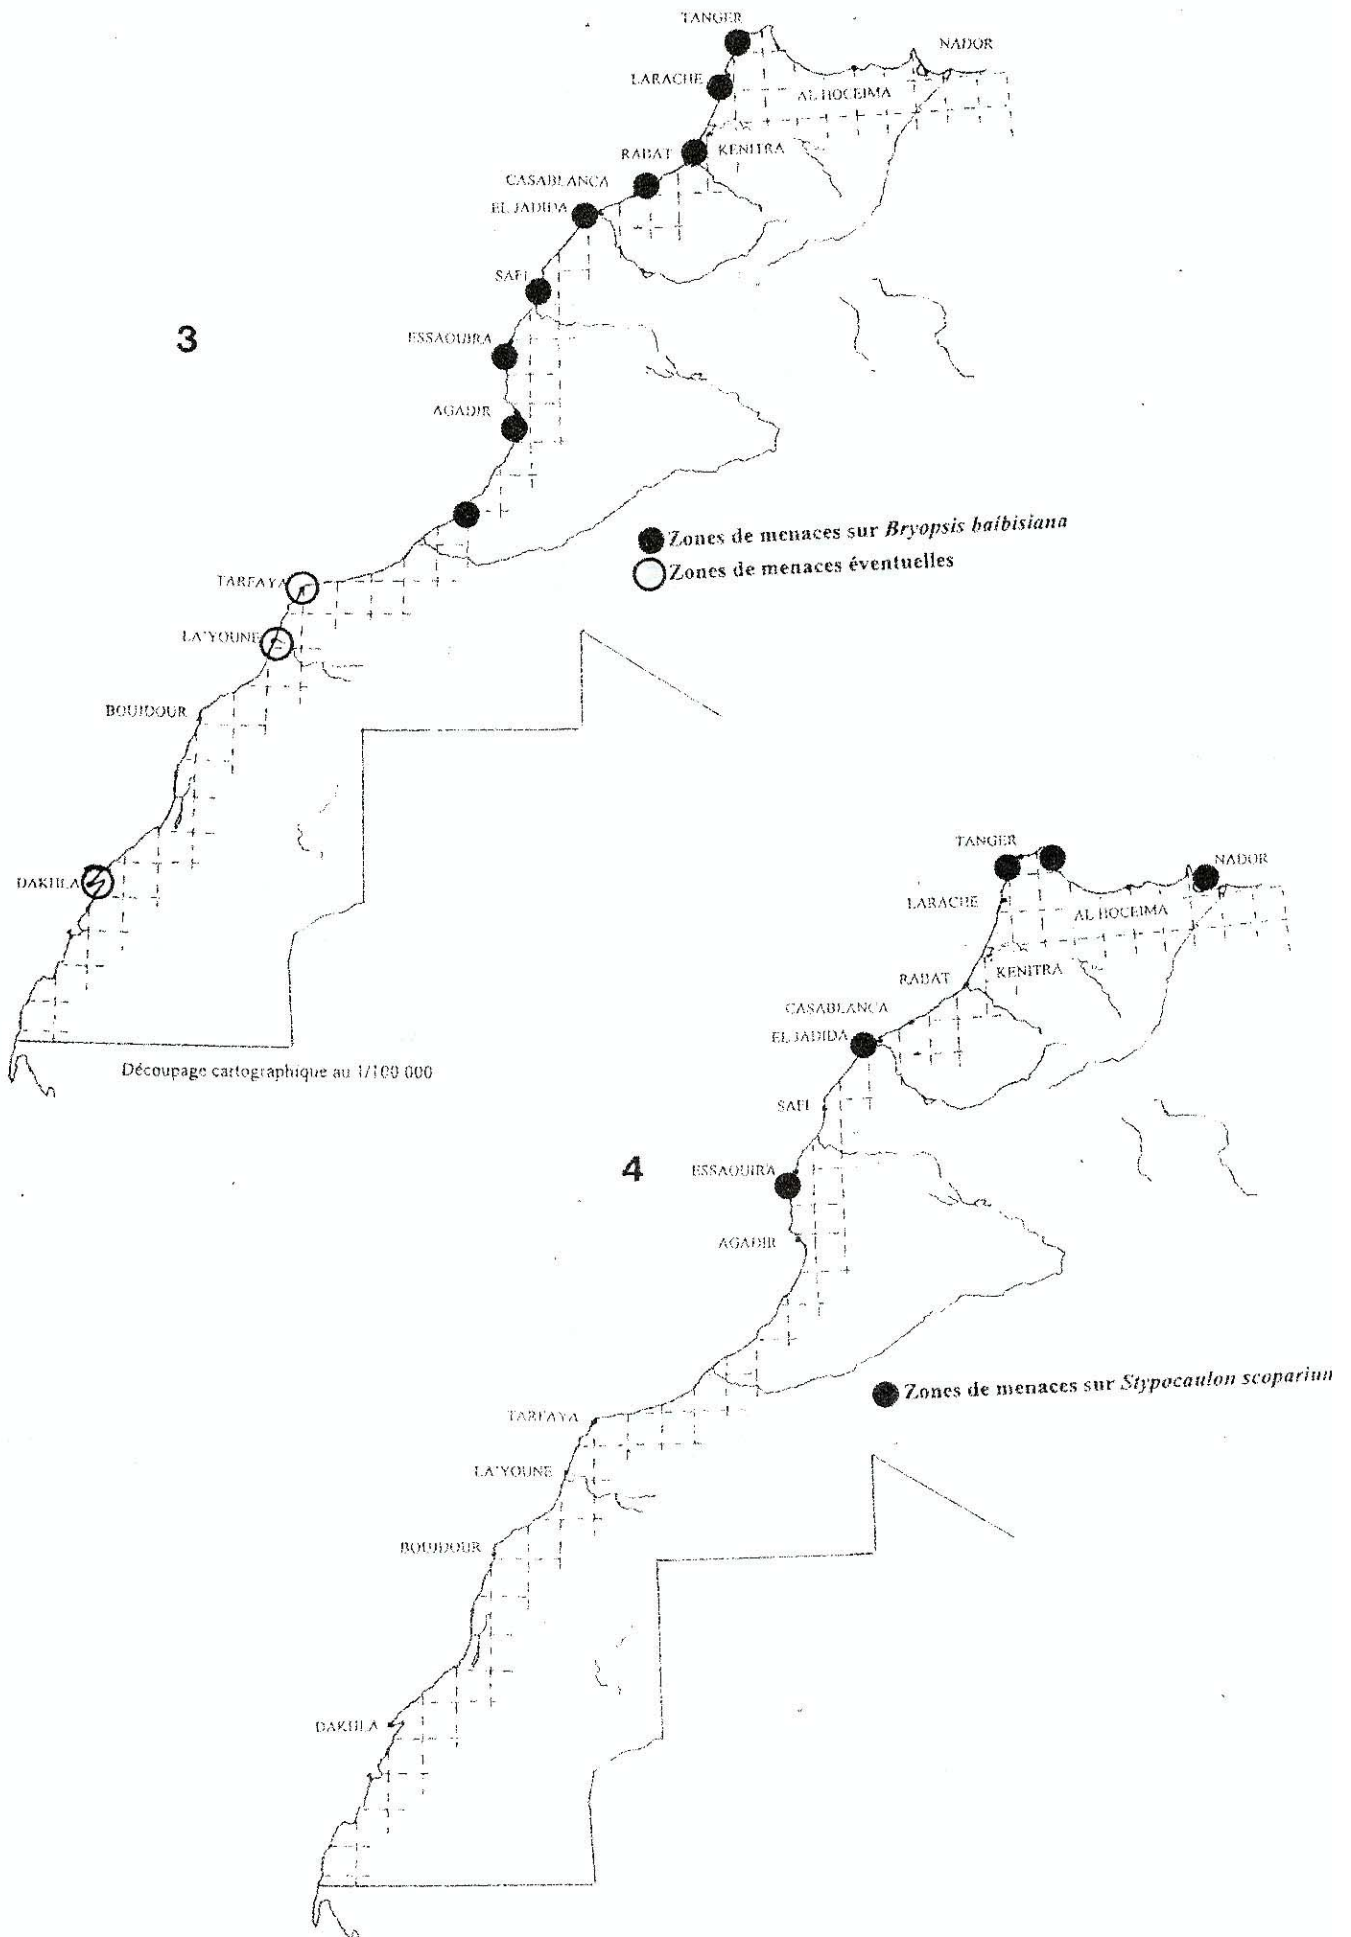 TANGER
NADOR
LARACHE
AL HOCEIMA
RABAT
KENITRA
CASABLANCA
EL JADIDA
SAFI
3
ESSAOUIRA
AGADIR
Zones de menaces sur Bryopsis balbisiana
Zones de menaces éventuelles
TARFAYA
LA'YOUNE
BOUJDOUR
DAKHLA
Découpage cartographique au 1/100 000
TANGER
NADOR
LARACHE
AL HOCEIMA
RABAT
KENITRA
CASABLANCA
EL JADIDA
SAFI
4
ESSAOUIRA
AGADIR
Zones de menaces sur Stypocaulon scoparium
TARFAYA
LA'YOUNE
BOUJDOUR
DAKHLA